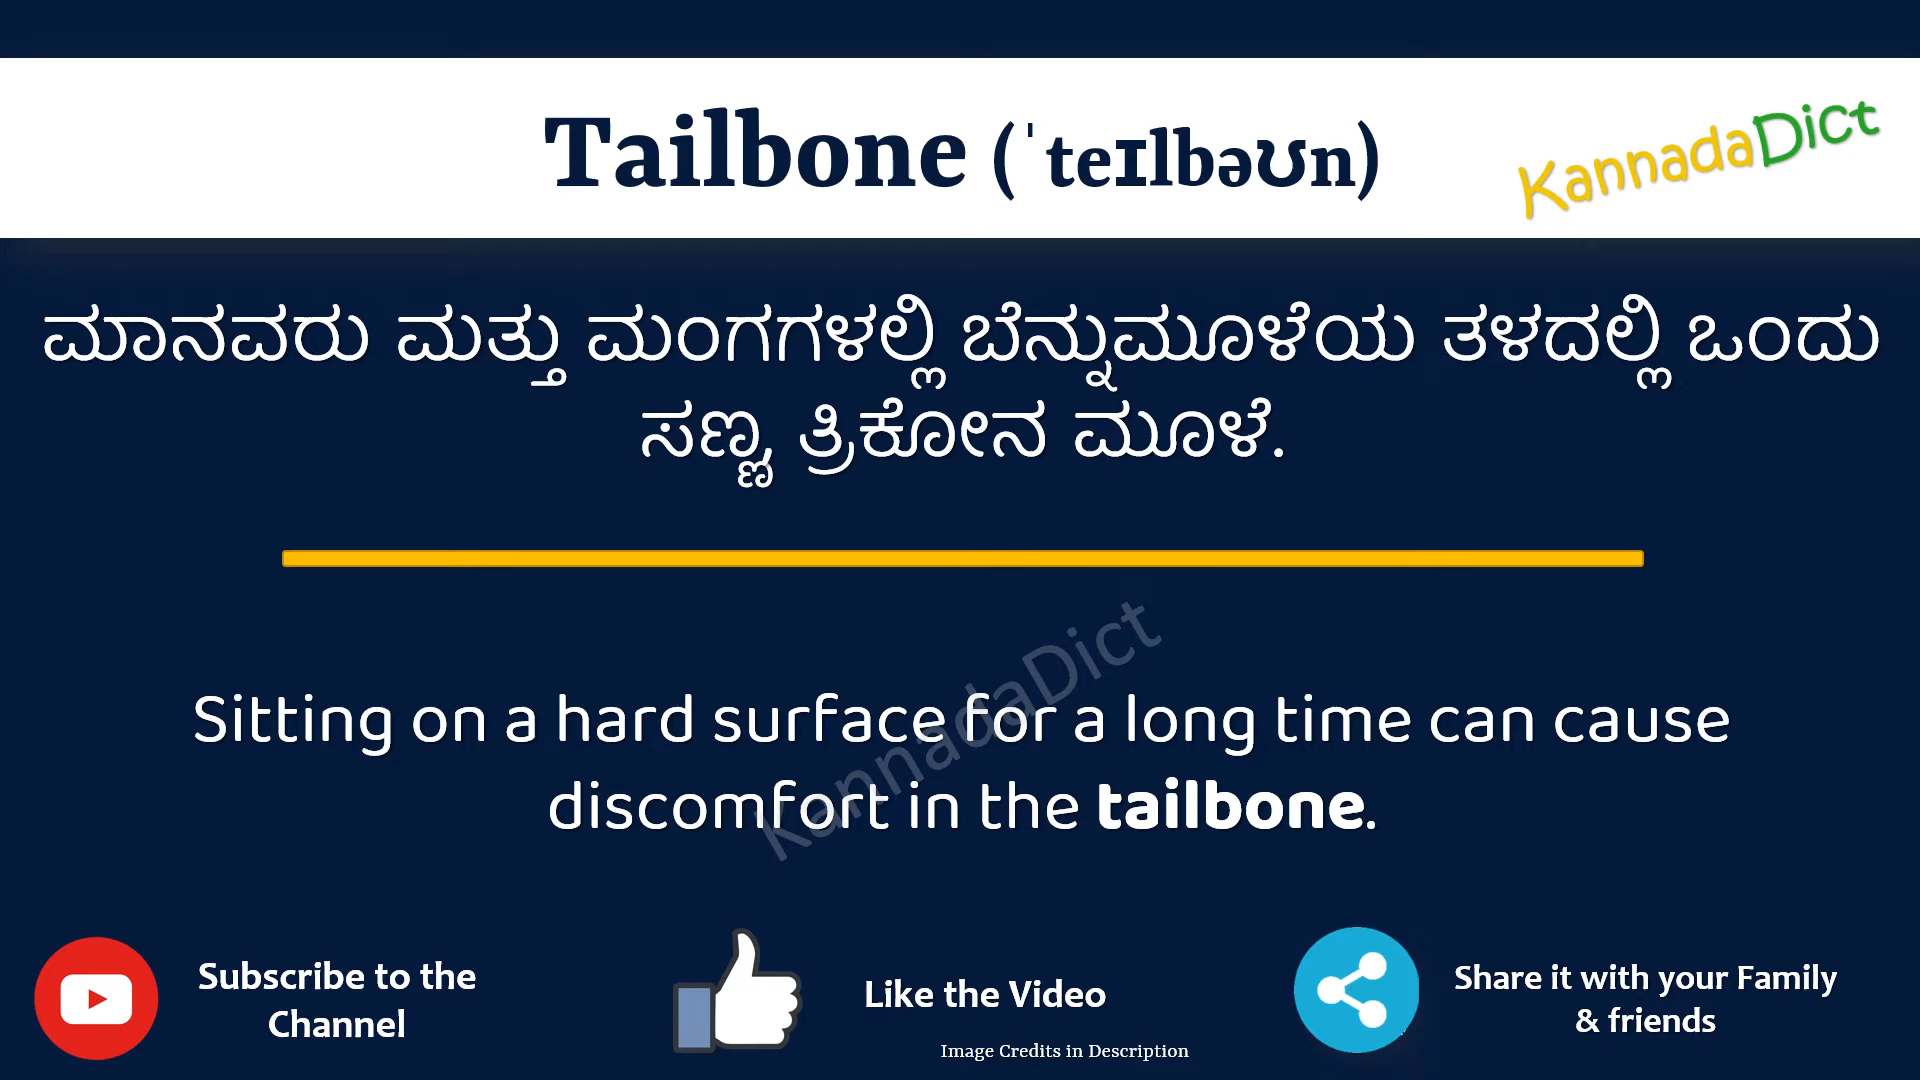 Tailbone (ˈteɪlbəʊn)
KannadaDict
ಮಾನವರು ಮತ್ತು ಮಂಗಗಳಲ್ಲಿ ಬೆನ್ನುಮೂಳೆಯ ತಳದಲ್ಲಿ ಒಂದು
ಸಣ್ಣ, ತ್ರಿಕೋನ ಮೂಳೆ.
KannadaDict
Sitting on a hard surface for a long time can cause
discomfort in the tailbone.
Subscribe to the
Channel
Like the Video
Share it with your Family
& friends
Image Credits in Description